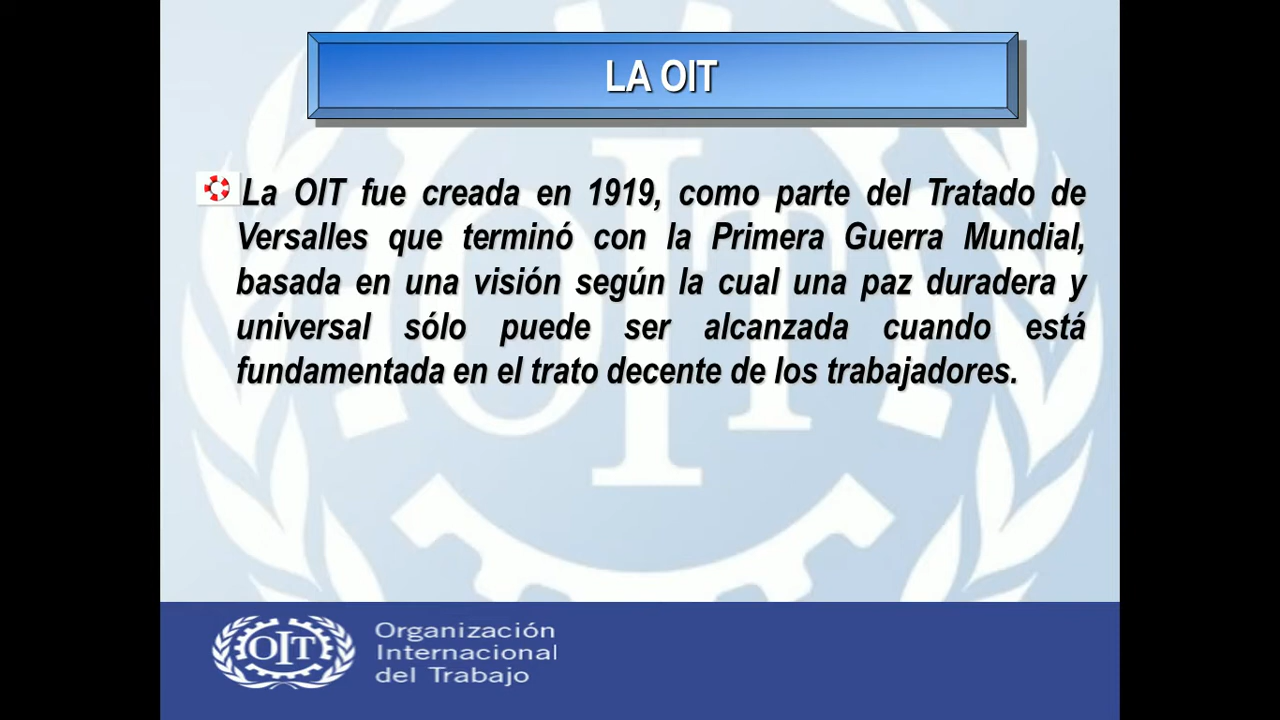 LA OIT
La OIT fue creada en 1919, como parte del Tratado de
Versalles que terminó con la Primera Guerra Mundial,
basada en una visión según la cual una paz duradera y
universal sólo puede ser alcanzada cuando está
fundamentada en el trato decente de los trabajadores.
OIT
OIT
Organización
Internacional
del Trabajo